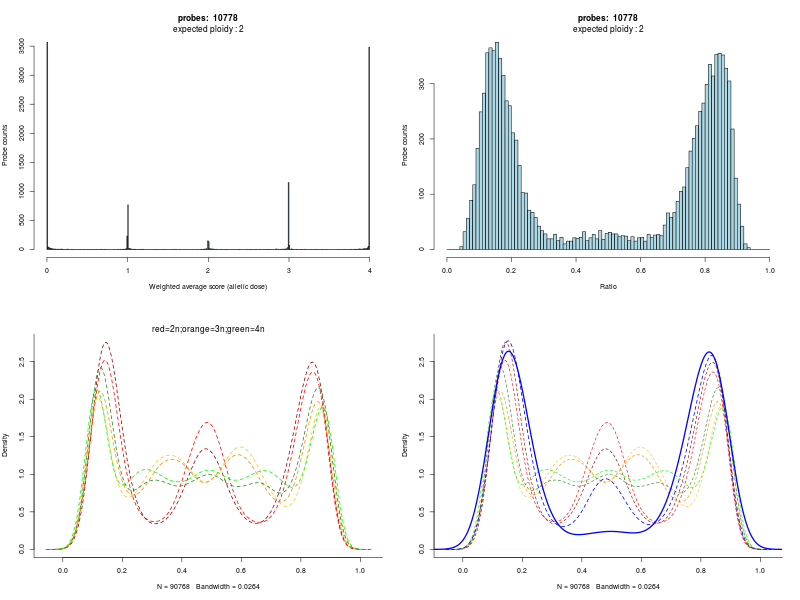 probes: 10778
expected ploidy : 2
Probe counts
3500
3000
2500
2000
1500
1000
500
0
0 1 2 3 4
Weighted average score (allelic dose)
probes: 10778
expected ploidy : 2
Probe counts
300
200
100
0
0.0 0.2 0.4 0.6 0.8 1.0
Ratio
red=2n;orange=3n;green=4n
Density
2.5
2.0
1.5
1.0
0.5
0.0
0.0 0.2 0.4 0.6 0.8 1.0
N = 90768 Bandwidth = 0.0264
Density
2.5
2.0
1.5
1.0
0.5
0.0
0.0 0.2 0.4 0.6 0.8 1.0
N = 90768 Bandwidth = 0.0264